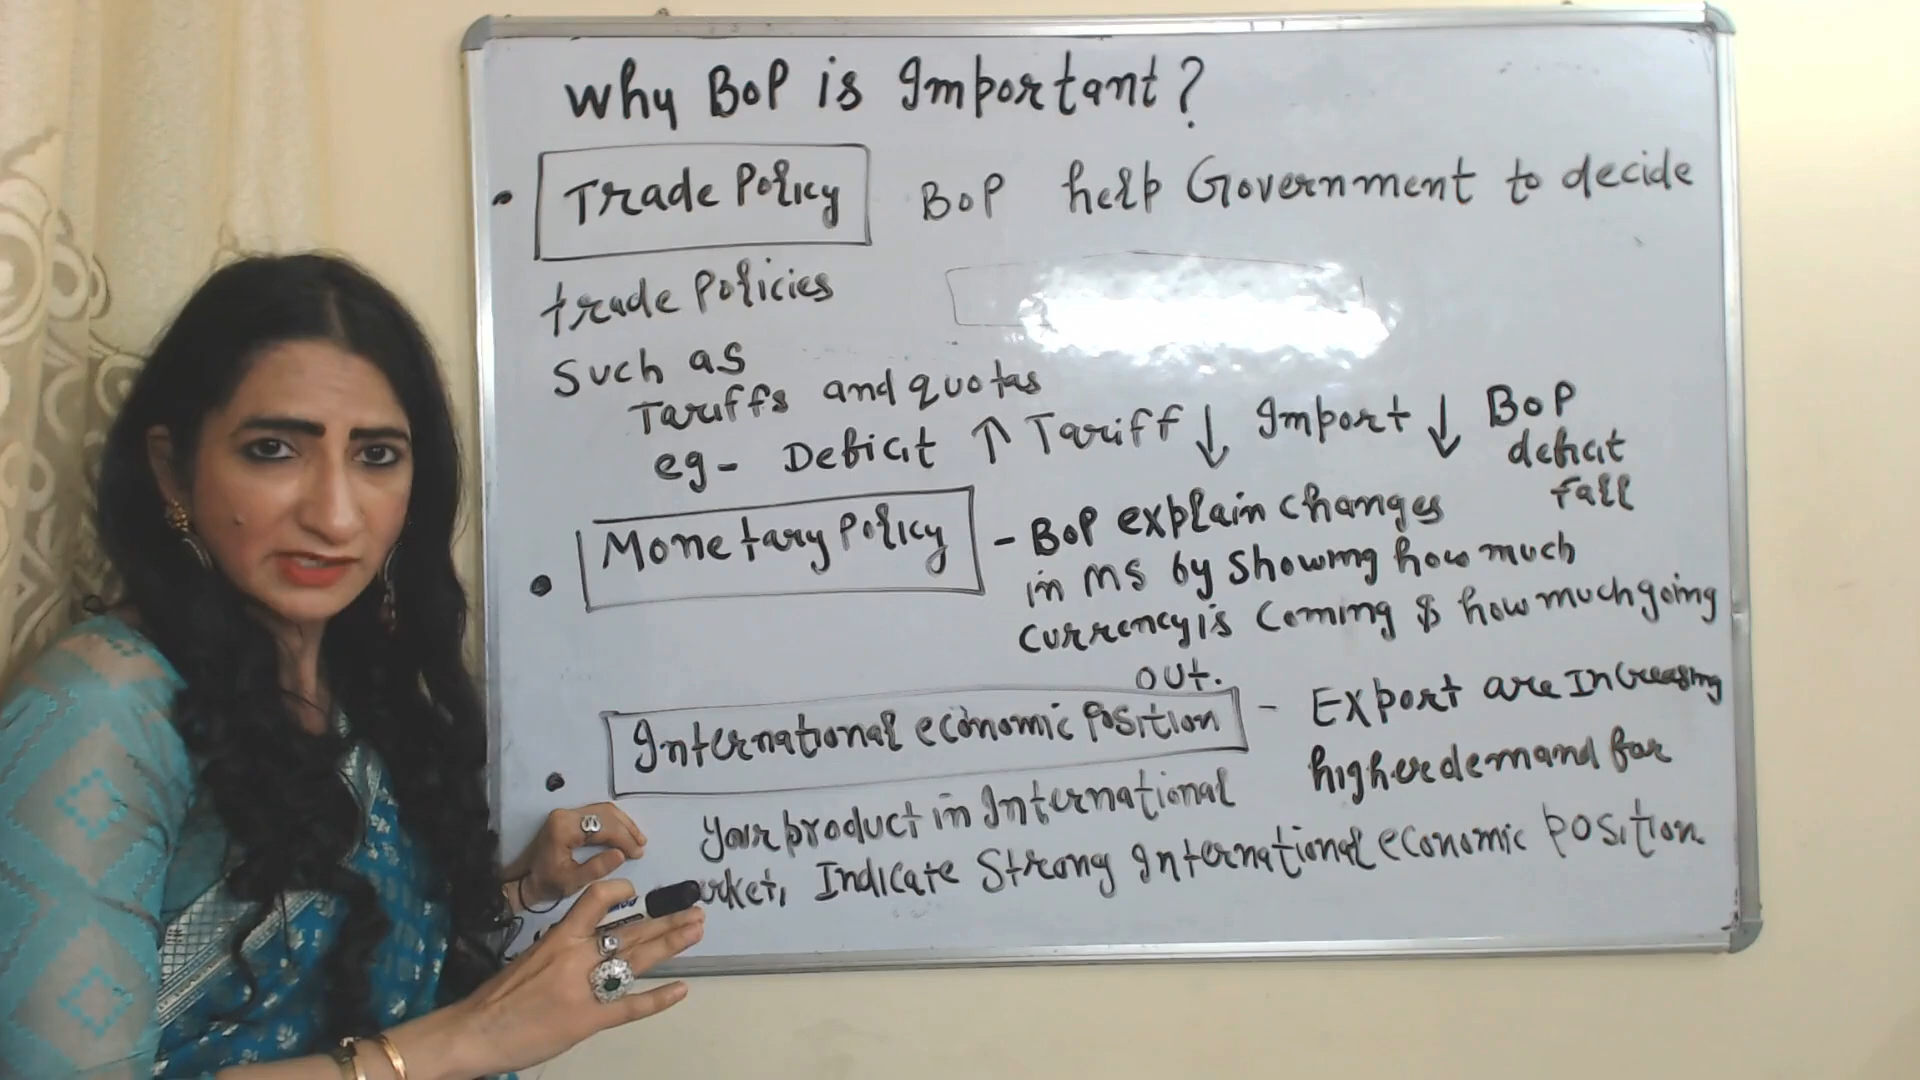 Why BoP is Important?
• Trade Policy BoP help Government to decide
trade Policies
Such as
Tariffs and quotas
eg - Deficit ↑ Tariff ↓ Import ↓ BoP
deficit
fall
• Monetary Policy - BoP explain changes
in MS by Showing how much
currency is Coming & how much going
out.
• International economic Position - Export are Increasing
higher demand for
your product in International
Indicate Strong International economic position